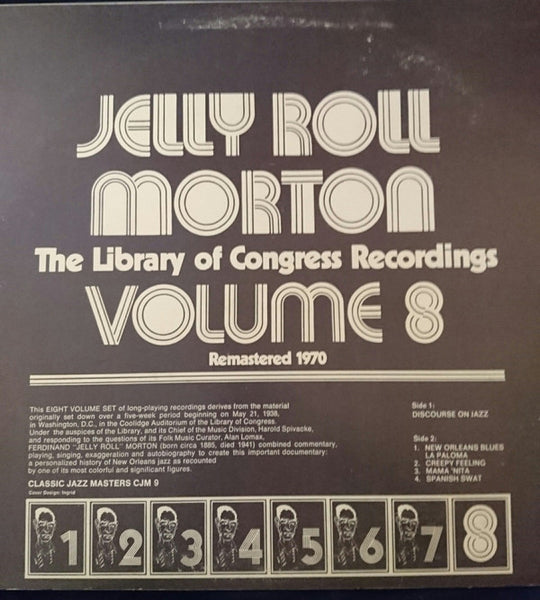 JELLY ROLL
MORTON
The Library of Congress Recordings
VOLUME 8
Remastered 1970
This EIGHT VOLUME SET of long-playing recordings derives from the material
originally set down over a five-week period beginning on May 21, 1938,
in Washington, D.C., in the Coolidge Auditorium of the Library of Congress.
Under the auspices of the Library, and its Chief of the Music Division, Harold Spivacke,
and responding to the questions of its Folk Music Curator, Alan Lomax,
FERDINAND "JELLY ROLL" MORTON (born circa 1885, died 1941) combined commentary,
playing, singing, exaggeration and autobiography to create this important documentary:
a personalized history of New Orleans jazz as recounted
by one of its most colorful and significant figures.
CLASSIC JAZZ MASTERS CJM 9
Cover Design: Ingrid
Side 1:
DISCOURSE ON JAZZ
Side 2:
1. NEW ORLEANS BLUES
LA PALOMA
2. CREEPY FEELING
3. MAMA 'NITA
4. SPANISH SWAT
1 2 3 4 5 6 7 8